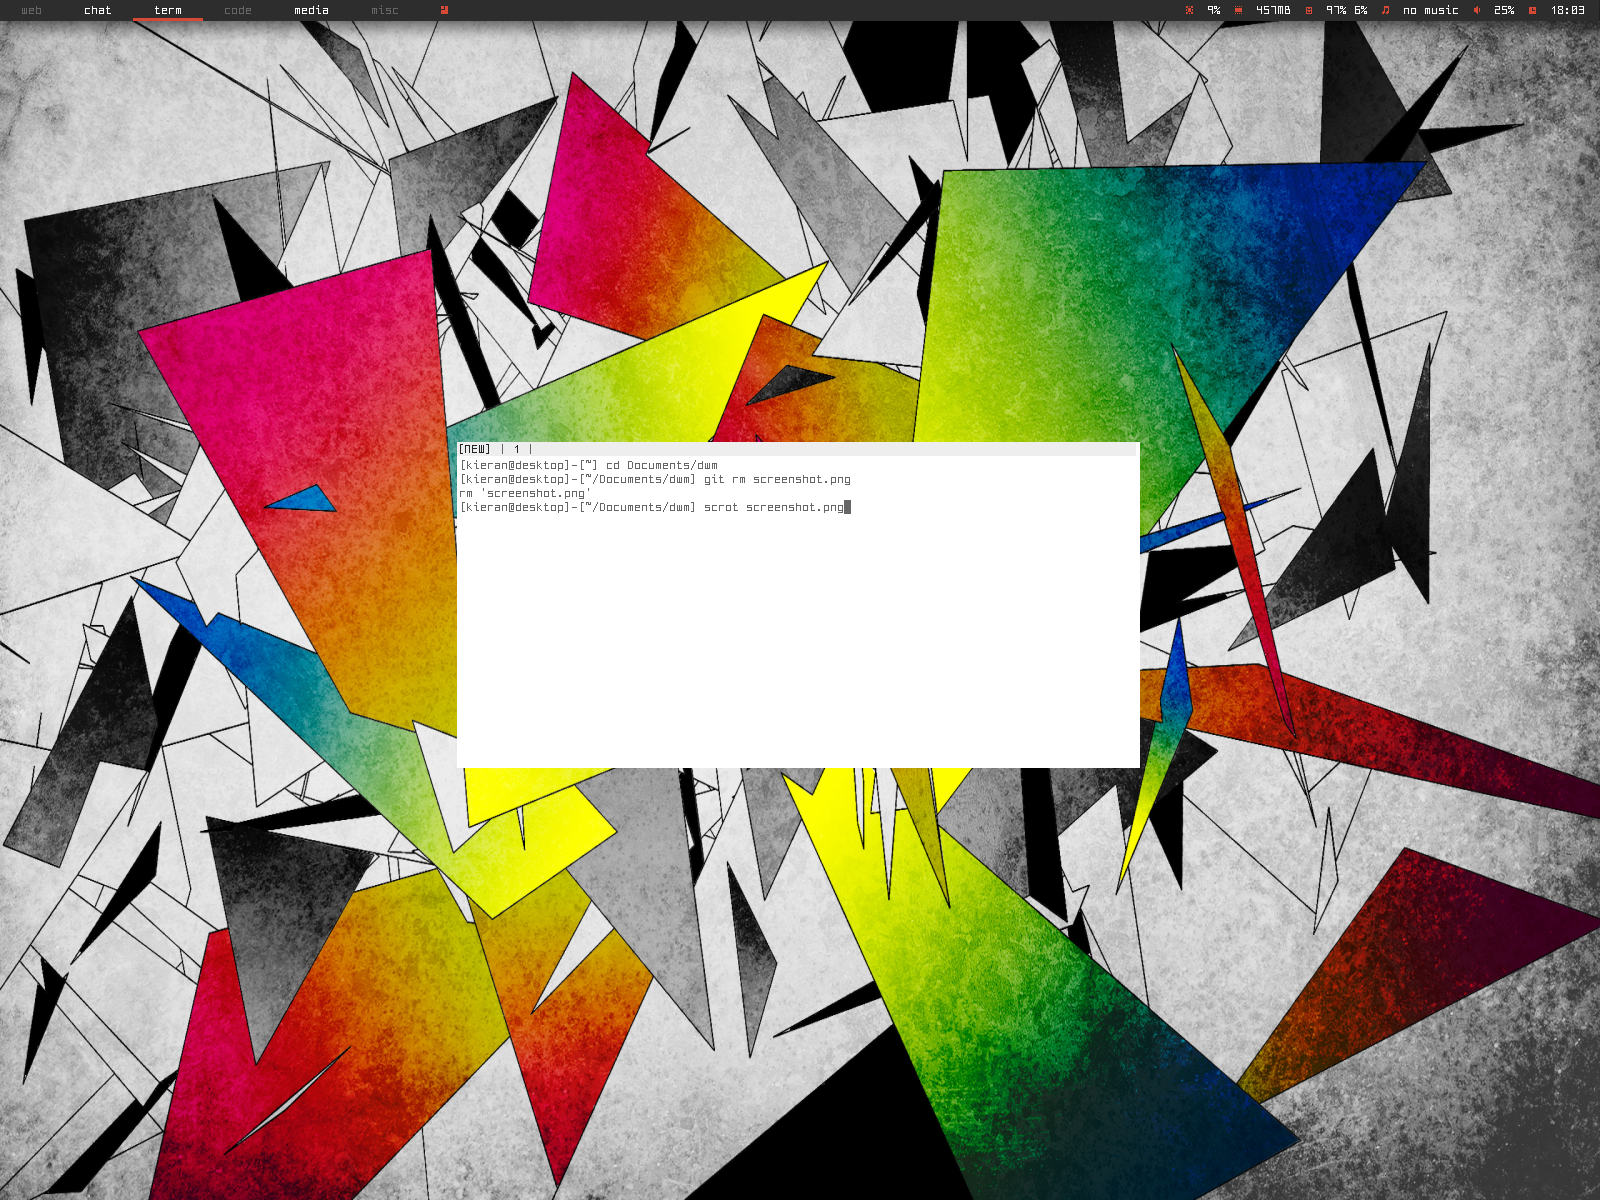 web chat term code media misc 9% 457MB 97% 6% no music 25% 18:03
[NEW] | 1 |
[kieran@desktop]-[~] cd Documents/dwm
[kieran@desktop]-[~/Documents/dwm] git rm screenshot.png
rm 'screenshot.png'
[kieran@desktop]-[~/Documents/dwm] scrot screenshot.png